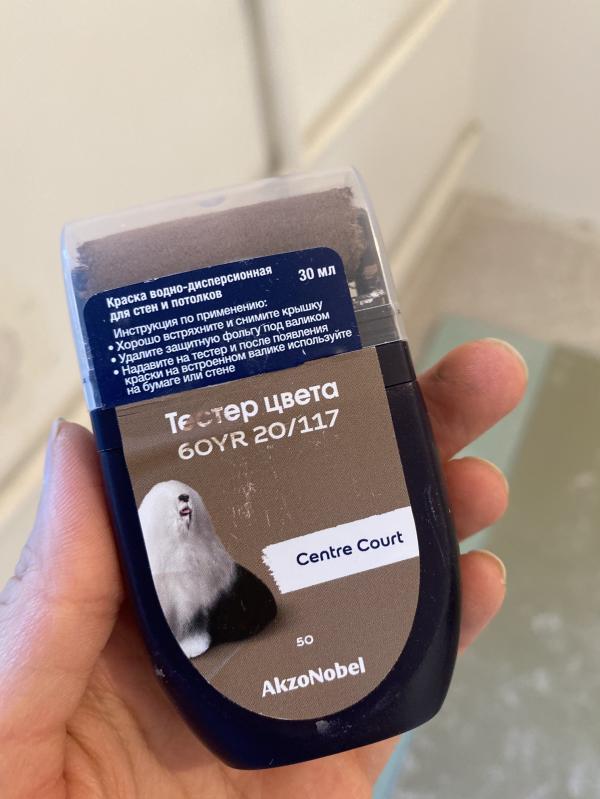 Краска водно-дисперсионная
для стен и потолков
30 мл
Инструкция по применению:
• Хорошо встряхните и снимите крышку
• Удалите защитную фольгу под валиком
• Надавите на тестер и после появления
краски на встроенном валике используйте
на бумаге или стене
Тестер цвета
60YR 20/117
Centre Court
50
AkzoNobel